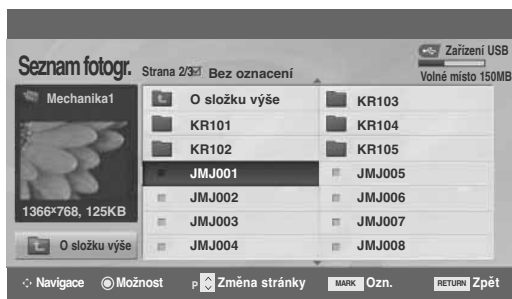 Seznam fotogr.
Strana 2/3
Bez oznacení
Zařízení USB
Volné místo 150MB
Mechanika1
1366x768, 125KB
O složku výše
O složku výše KR103
KR101 KR104
KR102 KR105
JMJ001 JMJ005
JMJ002 JMJ006
JMJ003 JMJ007
JMJ004 JMJ008
Navigace Možnost P Změna stránky MARK Ozn. RETURN Zpět